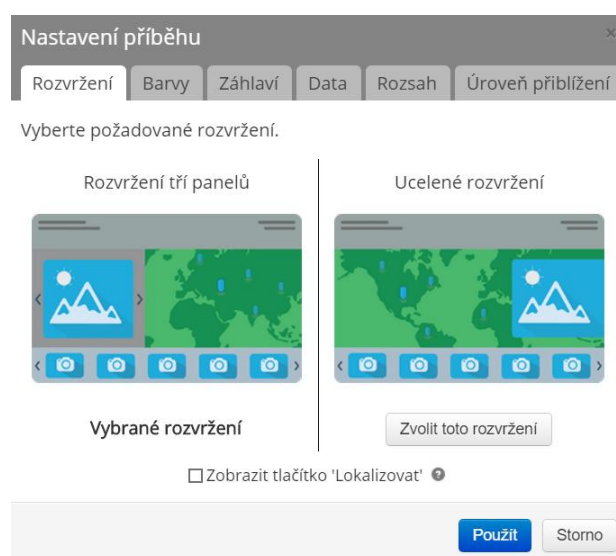 Nastavení příběhu
Rozvržení Barvy Záhlaví Data Rozsah Úroveň přiblížení
Vyberte požadované rozvržení.
Rozvržení tří panelů
Ucelené rozvržení
Vybrané rozvržení
Zvolit toto rozvržení
Zobrazit tlačítko 'Lokalizovat' ?
Použít Storno